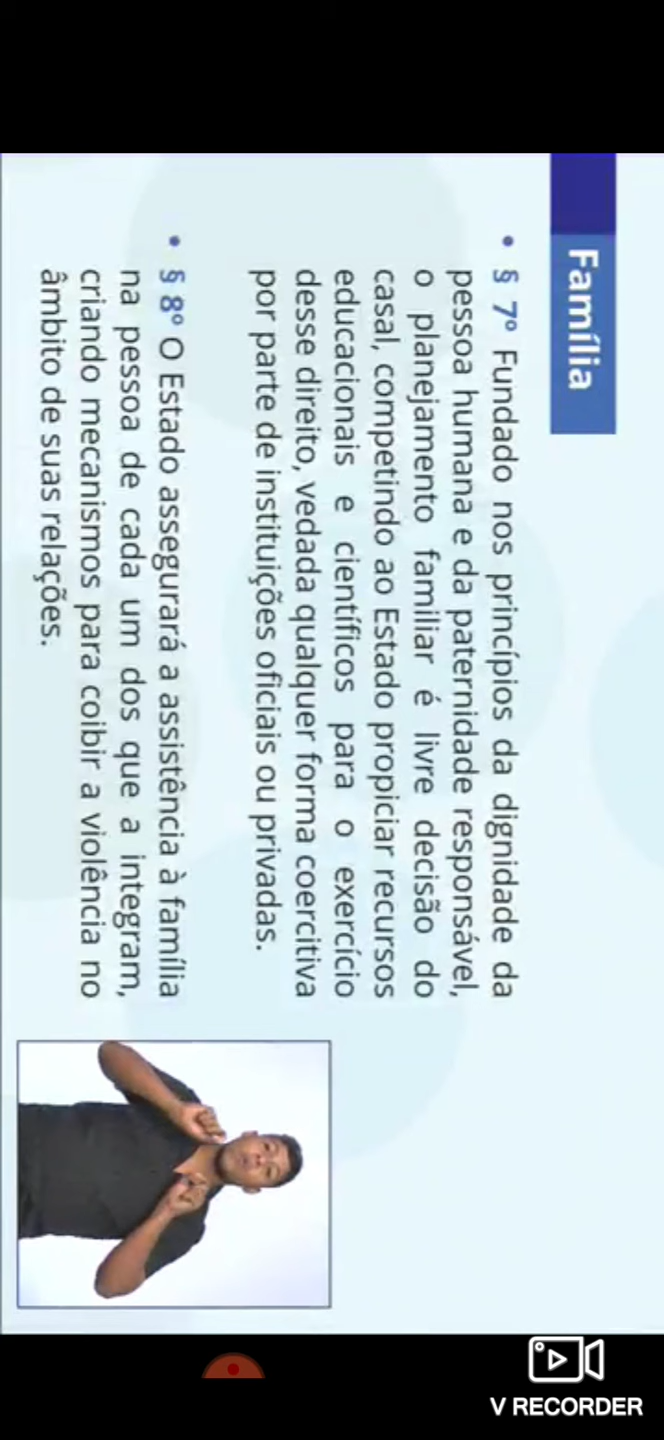 Família
• § 7º Fundado nos princípios da dignidade da
pessoa humana e da paternidade responsável,
o planejamento familiar é livre decisão do
casal, competindo ao Estado propiciar recursos
educacionais e científicos para o exercício
desse direito, vedada qualquer forma coercitiva
por parte de instituições oficiais ou privadas.
• § 8º O Estado assegurará a assistência à família
na pessoa de cada um dos que a integram,
criando mecanismos para coibir a violência no
âmbito de suas relações.
V RECORDER